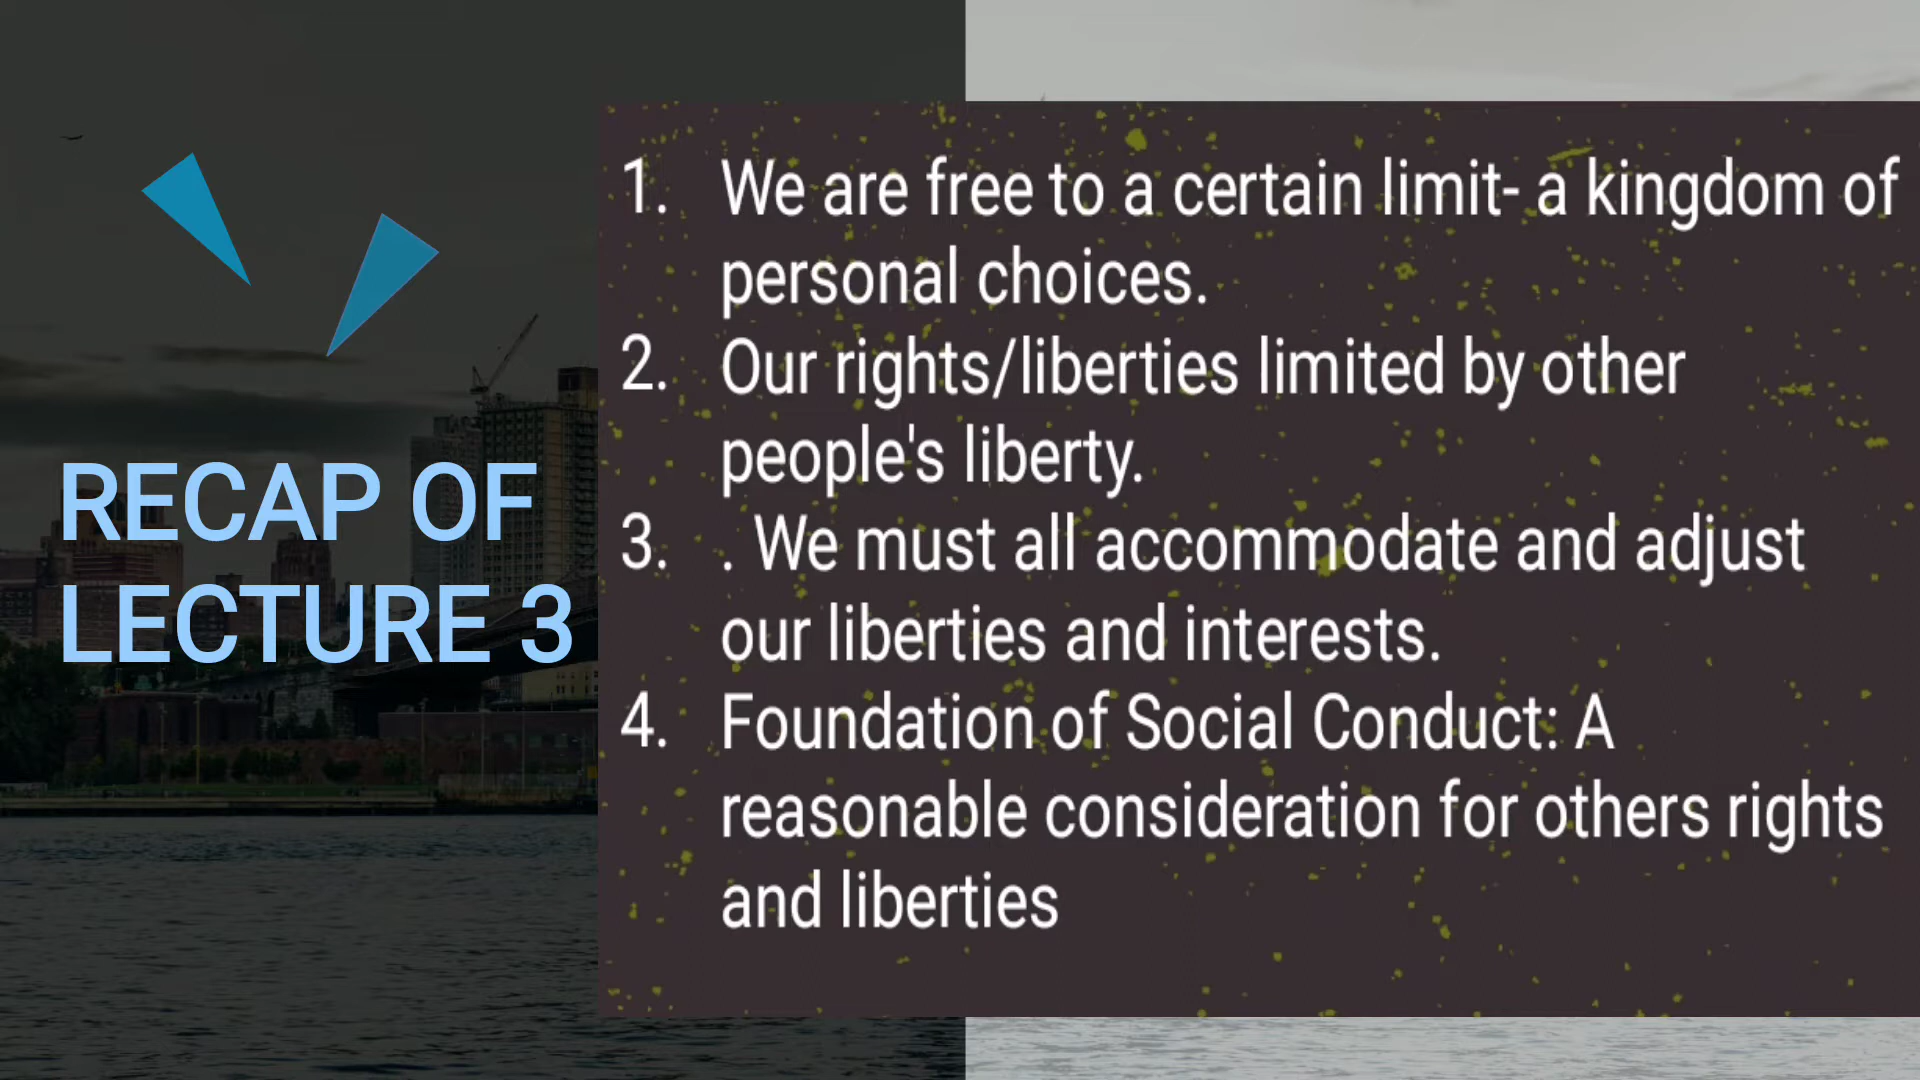 RECAP OF
LECTURE 3
1. We are free to a certain limit- a kingdom of
personal choices.
2. Our rights/liberties limited by other
people's liberty.
3. . We must all accommodate and adjust
our liberties and interests.
4. Foundation of Social Conduct: A
reasonable consideration for others rights
and liberties